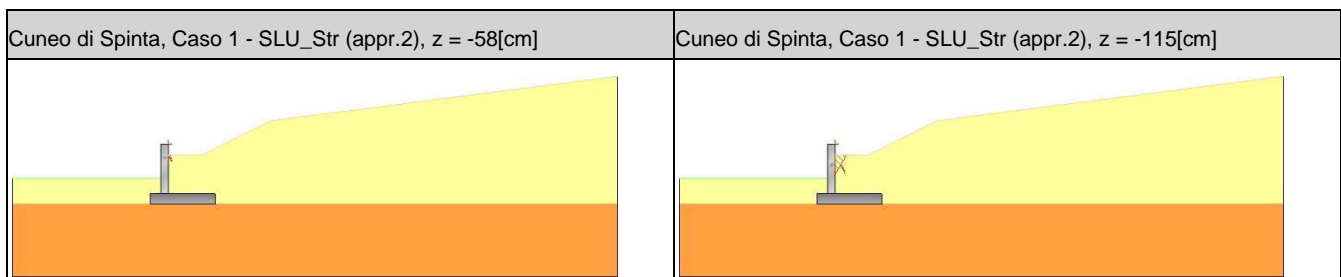 Cuneo di Spinta, Caso 1 - SLU_Str (appr.2), z = -58[cm]
Cuneo di Spinta, Caso 1 - SLU_Str (appr.2), z = -115[cm]